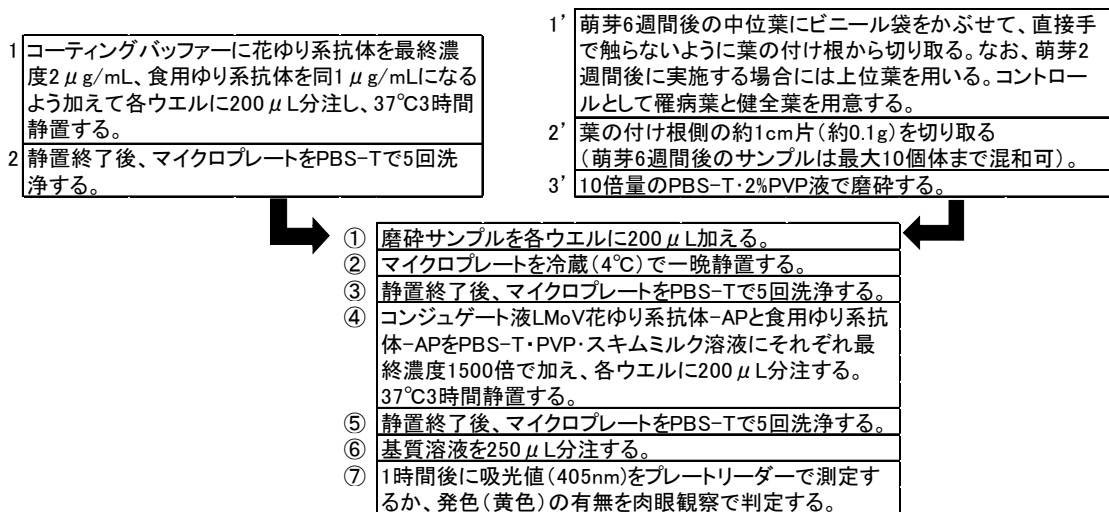 1 コーティングバッファーに花ゆり系抗体を最終濃
度2μg/mL、食用ゆり系抗体を同1μg/mLになる
よう加えて各ウエルに200μL分注し、37℃3時間
静置する。
2 静置終了後、マイクロプレートをPBS-Tで5回洗
浄する。
1’ 萌芽6週間後の中位葉にビニール袋をかぶせて、直接手
で触らないように葉の付け根から切り取る。なお、萌芽2
週間後に実施する場合には上位葉を用いる。コントロー
ルとして罹病葉と健全葉を用意する。
2’ 葉の付け根側の約1cm片(約0.1g)を切り取る
(萌芽6週間後のサンプルは最大10個体まで混和可)。
3’ 10倍量のPBS-T・2%PVP液で磨砕する。
① 磨砕サンプルを各ウエルに200μL加える。
② マイクロプレートを冷蔵(4℃)で一晩静置する。
③ 静置終了後、マイクロプレートをPBS-Tで5回洗浄する。
④ コンジュゲート液LMoV花ゆり系抗体-APと食用ゆり系抗
体-APをPBS-T・PVP・スキムミルク溶液にそれぞれ最
終濃度1500倍で加え、各ウエルに200μL分注する。
37℃3時間静置する。
⑤ 静置終了後、マイクロプレートをPBS-Tで5回洗浄する。
⑥ 基質溶液を250μL分注する。
⑦ 1時間後に吸光値(405nm)をプレートリーダーで測定す
るか、発色(黄色)の有無を肉眼観察で判定する。